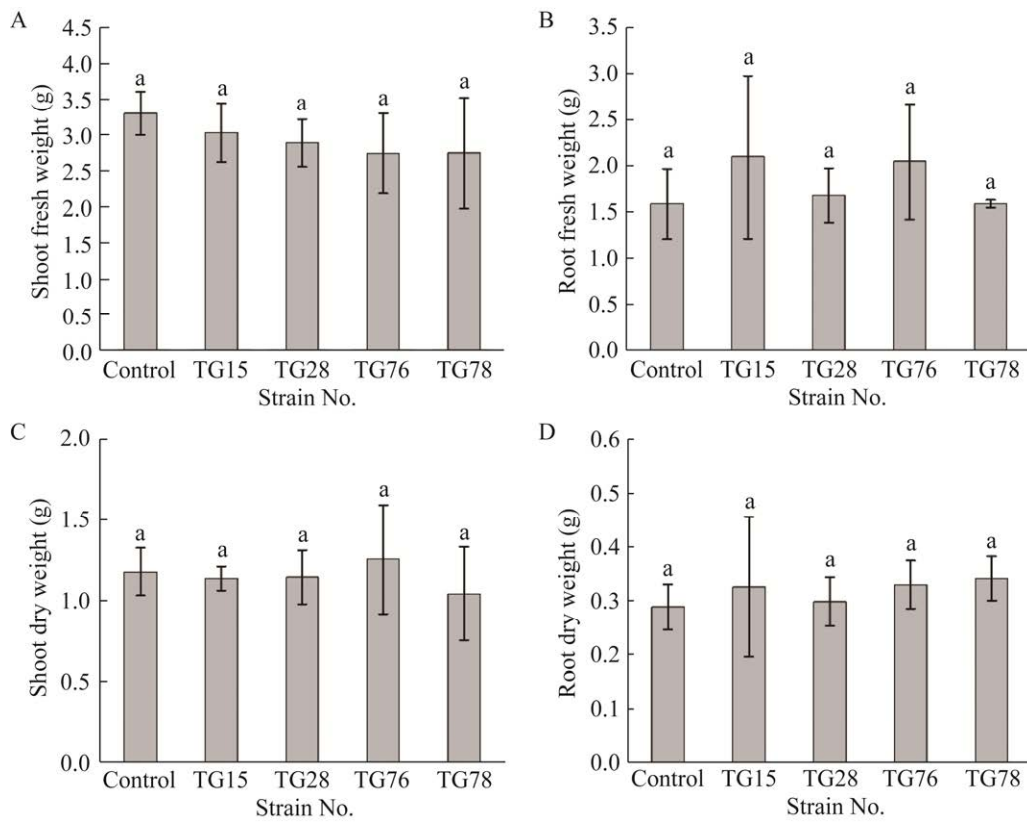 A
Shoot fresh weight (g)
4.5
4.0
3.5
3.0
2.5
2.0
1.5
1.0
0.5
0.0
a a a a a
Control TG15 TG28 TG76 TG78
Strain No.
B
Root fresh weight (g)
3.5
3.0
2.5
2.0
1.5
1.0
0.5
0.0
a a a a a
Control TG15 TG28 TG76 TG78
Strain No.
C
Shoot dry weight (g)
2.0
1.5
1.0
0.5
0.0
a a a a a
Control TG15 TG28 TG76 TG78
Strain No.
D
Root dry weight (g)
0.6
0.5
0.4
0.3
0.2
0.1
0.0
a a a a a
Control TG15 TG28 TG76 TG78
Strain No.